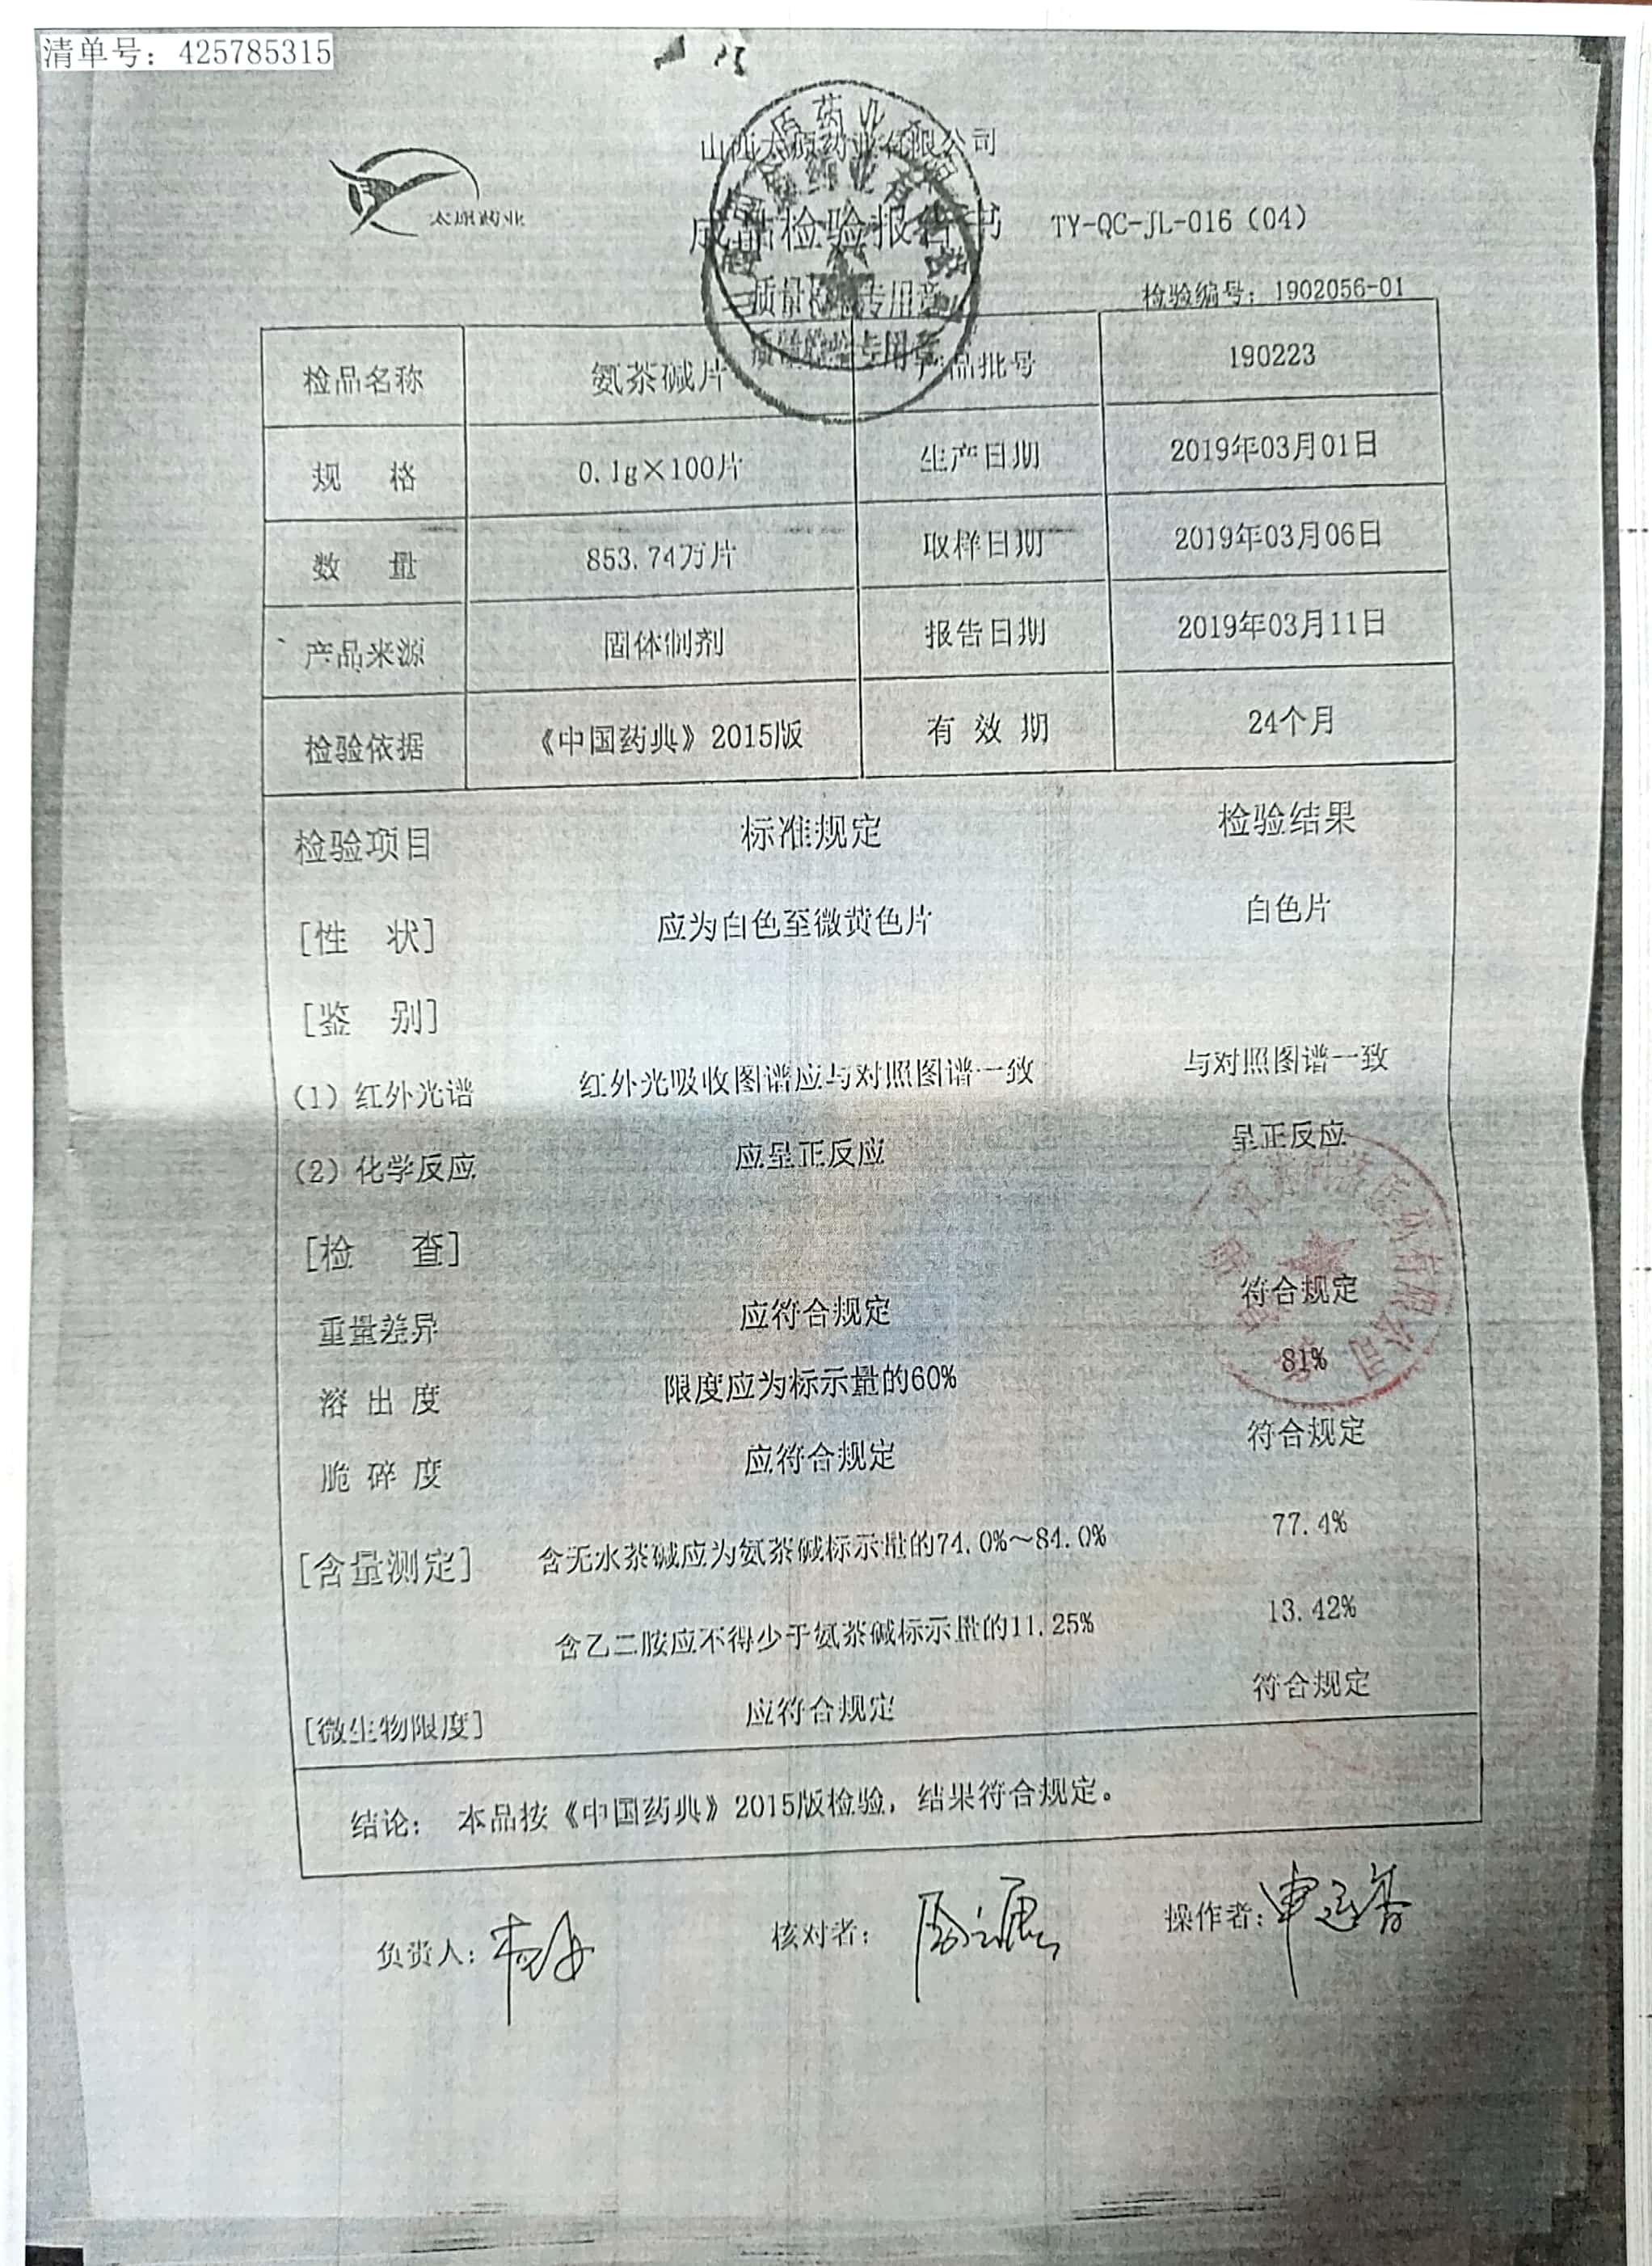 清单号：425785315
太原药业
山西太原药业有限公司
成品检验报告书 TY-QC-JL-016（04）
质量检验专用章
检验编号：1902056-01
检品名称 氨茶碱片 产品批号 190223
规 格 0.1g×100片 生产日期 2019年03月01日
数 量 853.74万片 取样日期 2019年03月06日
产品来源 固体制剂 报告日期 2019年03月11日
检验依据 《中国药典》2015版 有 效 期 24个月
检验项目 标准规定 检验结果
[性 状] 应为白色至微黄色片 白色片
[鉴 别]
(1) 红外光谱 红外光吸收图谱应与对照图谱一致 与对照图谱一致
(2) 化学反应 应呈正反应 呈正反应
[检 查]
重量差异 应符合规定 符合规定
溶 出 度 限度应为标示量的60% 81%
脆 碎 度 应符合规定 符合规定
[含量测定] 含无水茶碱应为氨茶碱标示量的74.0%～84.0% 77.4%
含乙二胺应不得少于氨茶碱标示量的11.25% 13.42%
[微生物限度] 应符合规定 符合规定
结论： 本品按《中国药典》2015版检验，结果符合规定。
负责人： 核对者： 操作者：